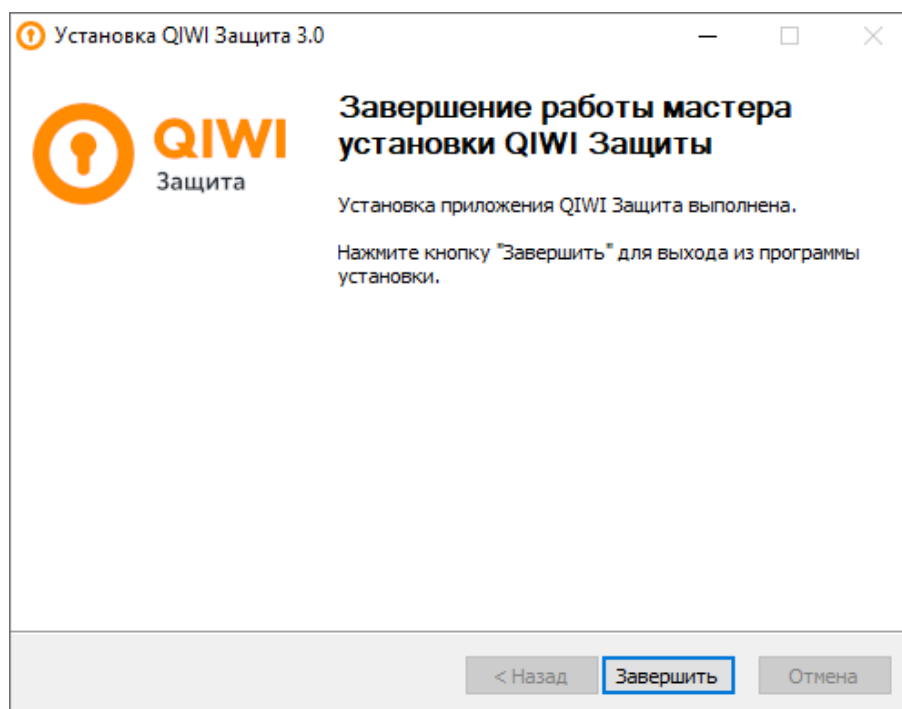 Установка QIWI Защита 3.0
QIWI
Защита
Завершение работы мастера
установки QIWI Защиты
Установка приложения QIWI Защита выполнена.
Нажмите кнопку "Завершить" для выхода из программы
установки.
< Назад
Завершить
Отмена